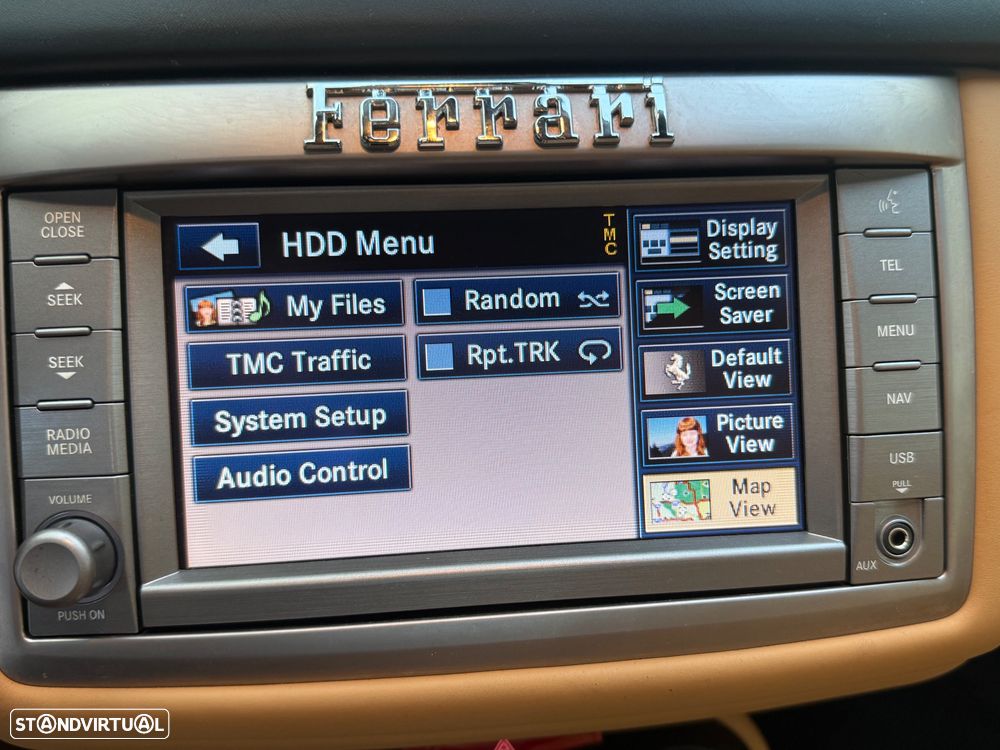 Ferrari
OPEN
CLOSE
SEEK
SEEK
RADIO
MEDIA
VOLUME
PUSH ON
HDD Menu
TMC
My Files
TMC Traffic
System Setup
Audio Control
Random
Rpt.TRK
Display
Setting
Screen
Saver
Default
View
Picture
View
Map
View
TEL
MENU
NAV
USB
PULL
AUX
STANDVIRTUAL